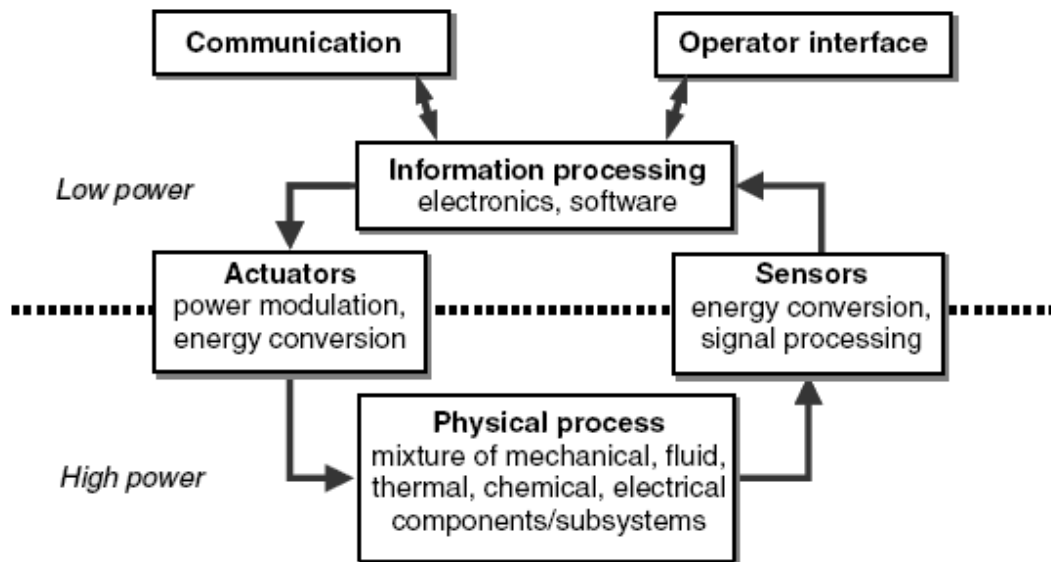 Communication
Operator interface
Information processing
electronics, software
Low power
Actuators
power modulation,
energy conversion
Sensors
energy conversion,
signal processing
Physical process
mixture of mechanical, fluid,
thermal, chemical, electrical
components/subsystems
High power